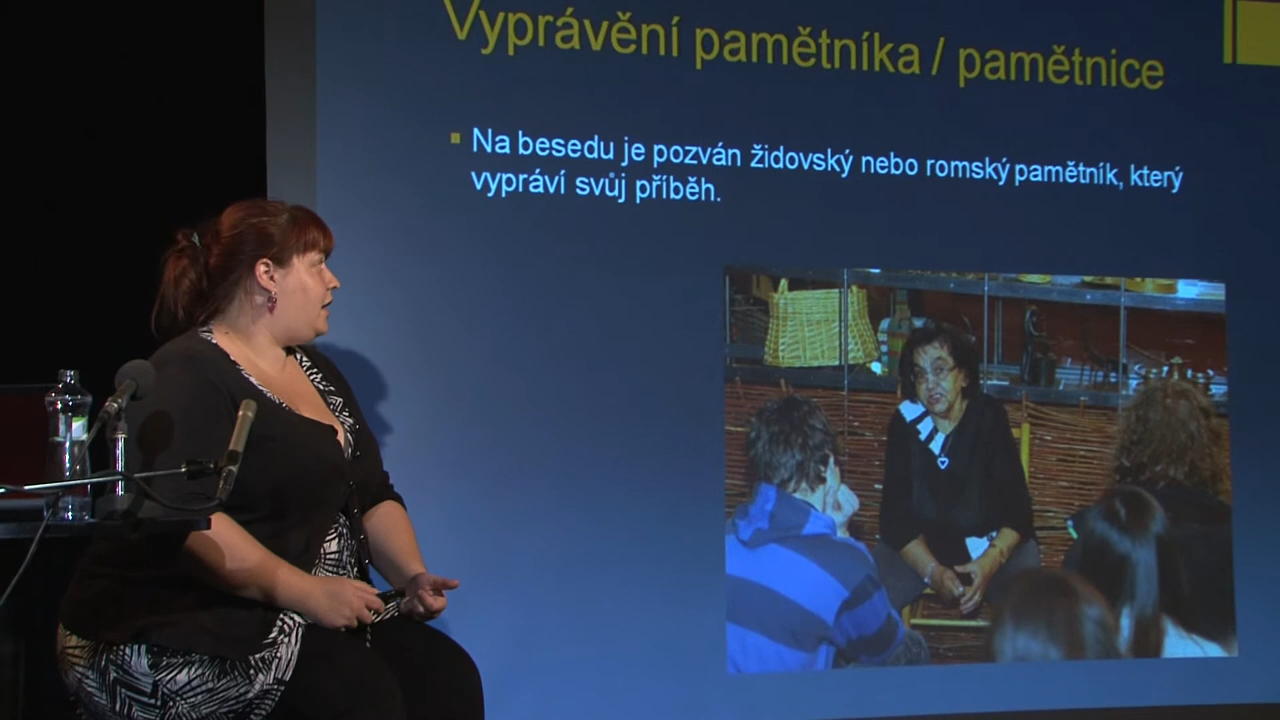 Vyprávění pamětníka / pamětnice
Na besedu je pozván židovský nebo romský pamětník, který
vypráví svůj příběh.